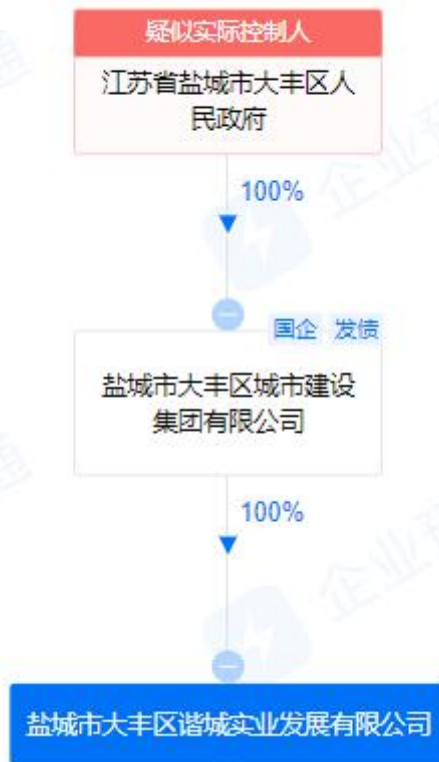 疑似实际控制人
江苏省盐城市大丰区人
民政府
100%
国企 发债
盐城市大丰区城市建设
集团有限公司
100%
盐城市大丰区谐城实业发展有限公司